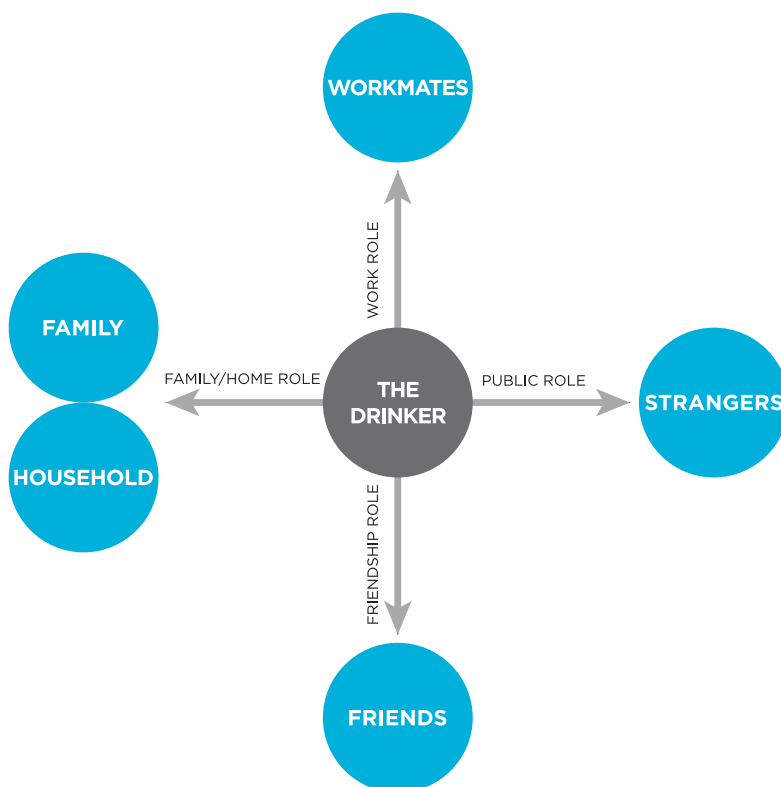 WORKMATES
WORK ROLE
FAMILY
FAMILY/HOME ROLE
THE
DRINKER
PUBLIC ROLE
STRANGERS
HOUSEHOLD
FRIENDSHIP ROLE
FRIENDS